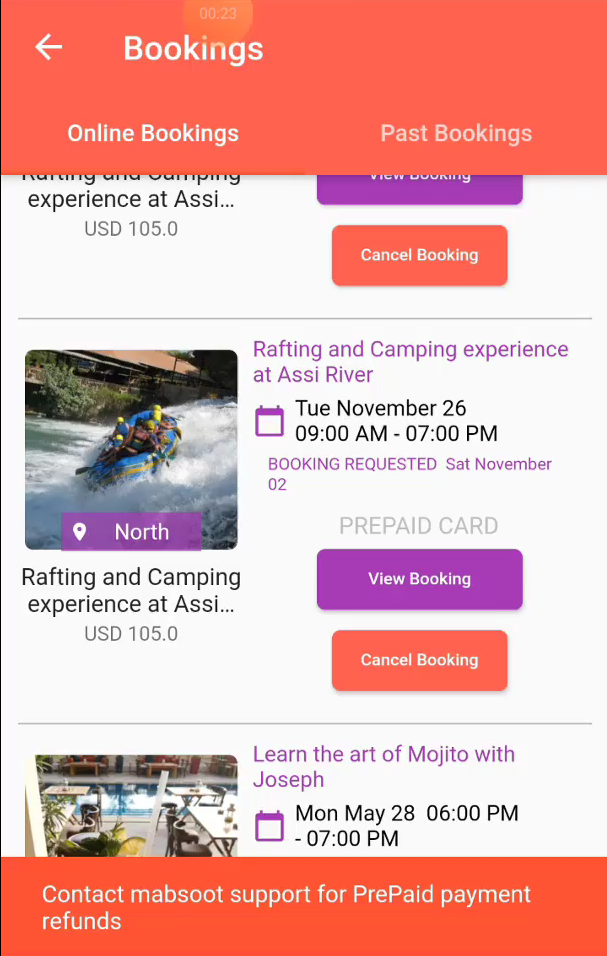 00:23
Bookings
Online Bookings
Past Bookings
Rafting and Camping
experience at Assi...
USD 105.0
View Booking
Cancel Booking
Rafting and Camping experience
at Assi River
Tue November 26
09:00 AM - 07:00 PM
BOOKING REQUESTED  Sat November
02
North
PREPAID CARD
Rafting and Camping
experience at Assi...
USD 105.0
View Booking
Cancel Booking
Learn the art of Mojito with
Joseph
Mon May 28  06:00 PM
- 07:00 PM
Contact mabsoot support for PrePaid payment
refunds